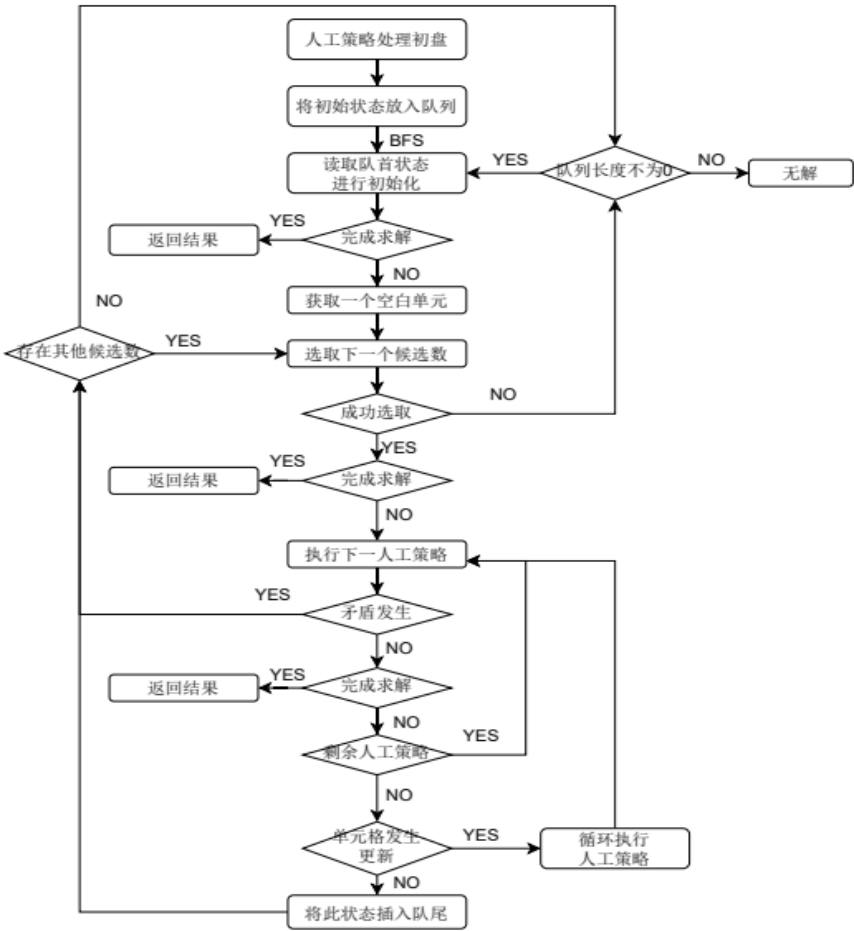 人工策略处理初盘
将初始状态放入队列
BFS
读取队首状态
进行初始化
YES
队列长度不为0
NO
无解
YES
返回结果
完成求解
NO
获取一个空白单元
NO
存在其他候选数
YES
选取下一个候选数
NO
成功选取
YES
YES
返回结果
完成求解
NO
执行下一人工策略
YES
矛盾发生
NO
YES
返回结果
完成求解
NO
YES
剩余人工策略
NO
单元格发生
更新
YES
循环执行
人工策略
NO
将此状态插入队尾